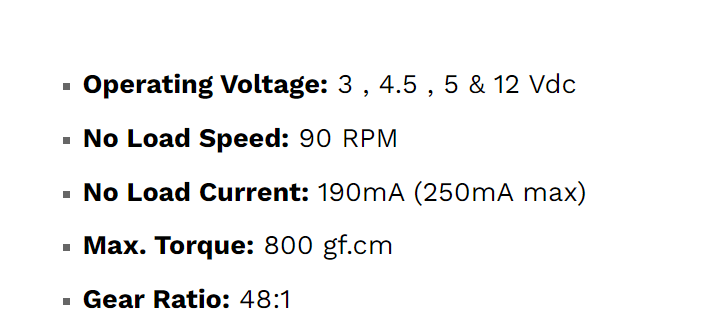 Operating Voltage: 3 , 4.5 , 5 & 12 Vdc
No Load Speed: 90 RPM
No Load Current: 190mA (250mA max)
Max. Torque: 800 gf.cm
Gear Ratio: 48:1